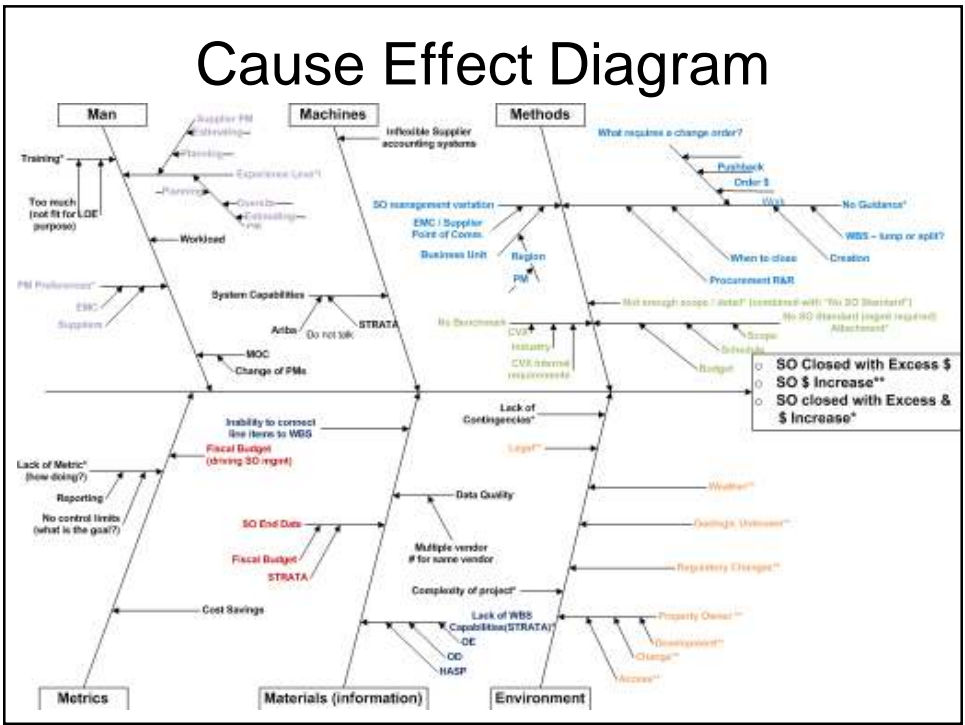 Cause Effect Diagram
Man
Machines
Methods
Supplier PM
Estimating
Planning
Experience Level*
Planning
Oversite
Estimating
Training*
Too much
(not fit for
purpose)
LOE
Workload
PM Preferences*
EMC
Suppliers
MOC
Change of PMs
Inflexible Supplier
accounting systems
System Capabilities
Ariba
Do not talk
STRATA
What requires a change order?
Pushback
Order $
Work
SO management variation
No Guidance*
EMC / Supplier
Point of Comm.
Business Unit
Region
PM
WBS – lump or split?
When to close
Creation
Procurement R&R
Not enough scope / detail* (combined with "No SO Standard")
No Benchmark
No SO Standard (mgmt required)
Attachment*
CVX
Industry
CVX internal
requirements
Scope
Schedule
Budget
o SO Closed with Excess $
o SO $ Increase**
o SO closed with Excess &
$ Increase*
Inability to connect
line items to WBS
Fiscal Budget
(driving SO mgmt)
Lack of Metric*
(how doing?)
Reporting
No control limits
(what is the goal?)
Cost Savings
SO End Date
Fiscal Budget
STRATA
Data Quality
Multiple vendor
# for same vendor
Lack of WBS
Capabilities(STRATA)*
OE
OD
HASP
Lack of
Contingencies*
Legal**
Weather**
Geologic Unknown**
Regulatory Changes**
Complexity of project*
Property Owner **
Development**
Change**
Access**
Metrics
Materials (information)
Environment